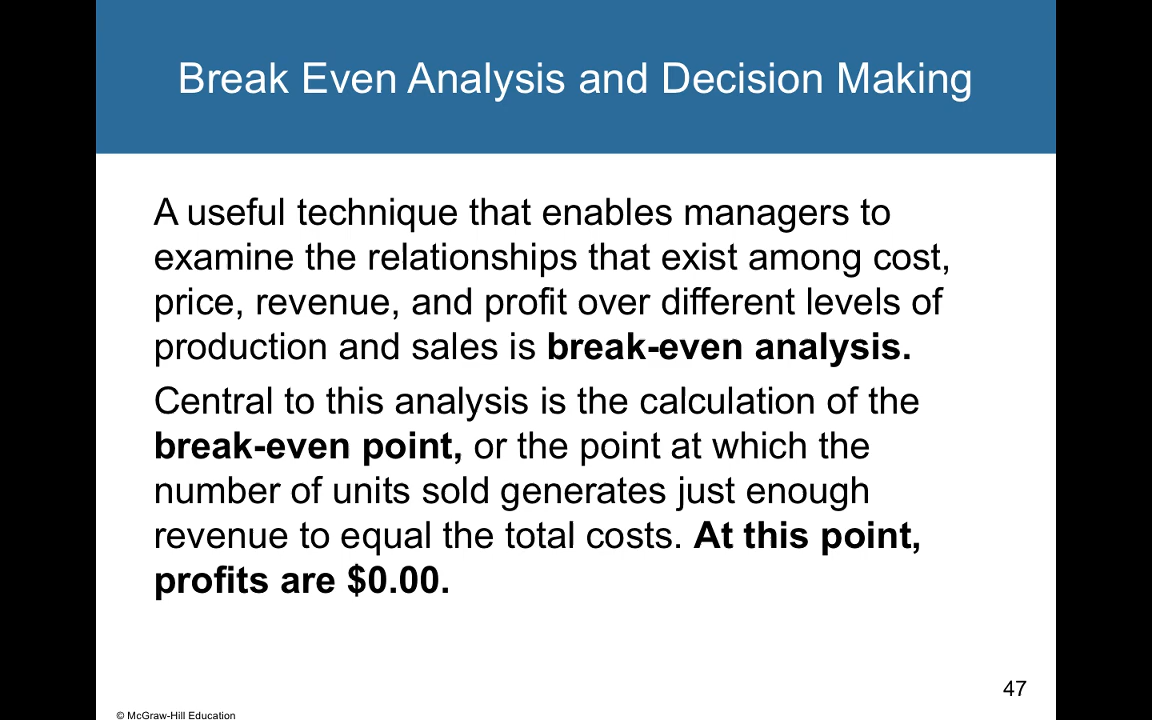 Break Even Analysis and Decision Making
A useful technique that enables managers to
examine the relationships that exist among cost,
price, revenue, and profit over different levels of
production and sales is break-even analysis.
Central to this analysis is the calculation of the
break-even point, or the point at which the
number of units sold generates just enough
revenue to equal the total costs. At this point,
profits are $0.00.
47
© McGraw-Hill Education